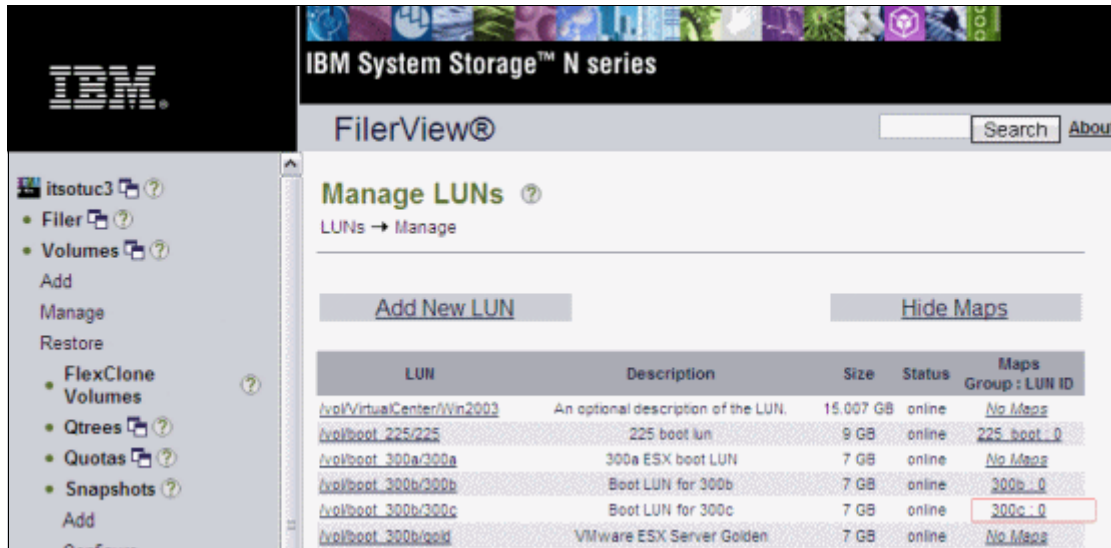 IBM.
IBM System Storage™ N series
FilerView®
Search
About
itsotuc3
Filer
Volumes
Add
Manage
Restore
FlexClone
Volumes
Qtrees
Quotas
Snapshots
Add
Manage LUNs
LUNs → Manage
Add New LUN
Hide Maps
LUN Description Size Status Maps
Group : LUN ID
/vol/VirtualCenter/Win2003 An optional description of the LUN. 15.007 GB online No Maps
/vol/boot_225/225 225 boot lun 9 GB online 225_boot : 0
/vol/boot_300a/300a 300a ESX boot LUN 7 GB online No Maps
/vol/boot_300b/300b Boot LUN for 300b 7 GB online 300b : 0
/vol/boot_300b/300c Boot LUN for 300c 7 GB online 300c : 0
/vol/boot_300b/gold VMware ESX Server Golden 7 GB online No Maps